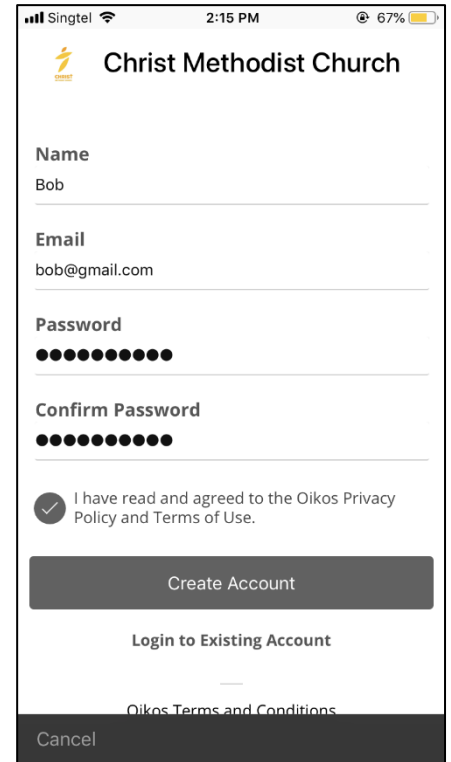 Singtel 2:15 PM 67%
CHRIST
Christ Methodist Church
Name
Bob
Email
bob@gmail.com
Password
●●●●●●●●●●
Confirm Password
●●●●●●●●●●
I have read and agreed to the Oikos Privacy
Policy and Terms of Use.
Create Account
Login to Existing Account
Oikos Terms and Conditions
Cancel